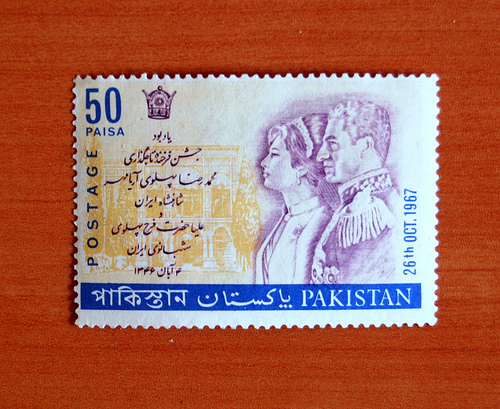 50
PAISA
POSTAGE
یادبود
جشن فرخندهٔ تاجگذاری
محمد رضا پهلوی آریامهر
شاهنشاه ایران
و
علیاحضرت فرح پهلوی
شهبانوی ایران
۴ آبان ۱۳۴۶
26th OCT. 1967
পাকিস্তান پاکستان PAKISTAN